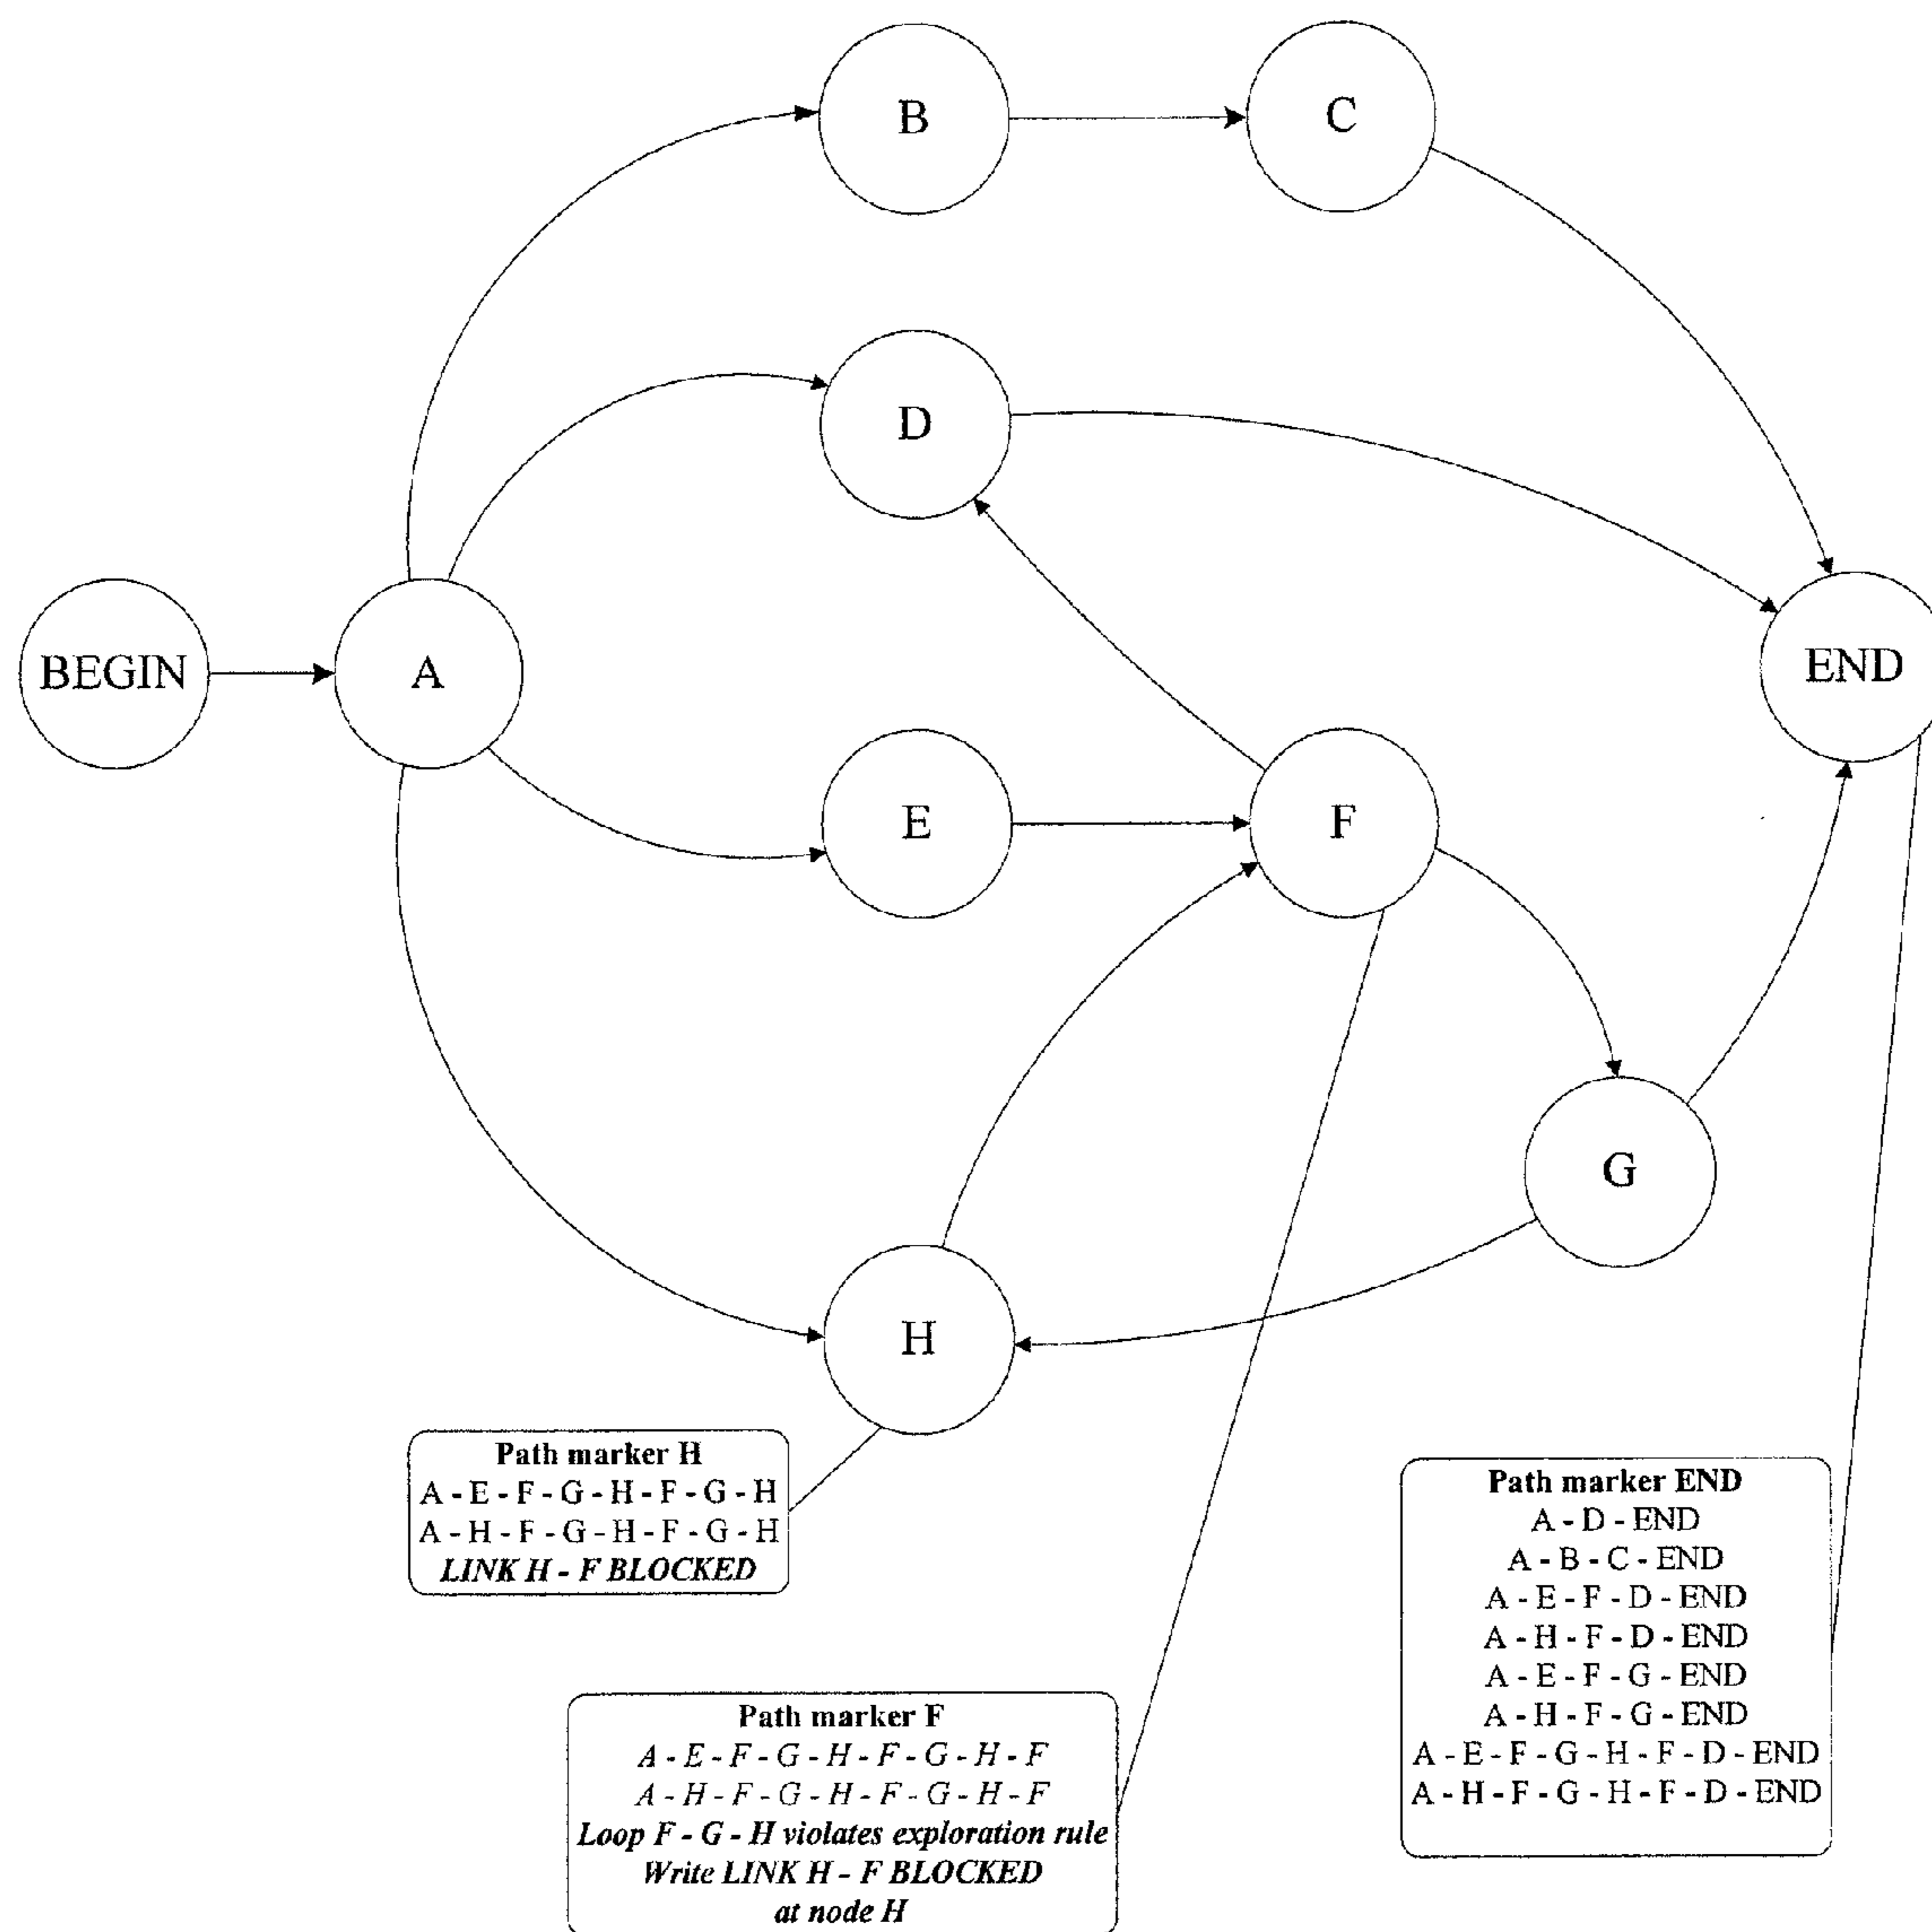 B
C
D
BEGIN
A
END
E
F
G
H
Path marker H
A - E - F - G - H - F - G - H
A - H - F - G - H - F - G - H
LINK H - F BLOCKED
Path marker END
A - D - END
A - B - C - END
A - E - F - D - END
A - H - F - D - END
A - E - F - G - END
A - H - F - G - END
A - E - F - G - H - F - D - END
A - H - F - G - H - F - D - END
Path marker F
A - E - F - G - H - F - G - H - F
A - H - F - G - H - F - G - H - F
Loop F - G - H violates exploration rule
Write LINK H - F BLOCKED
at node H